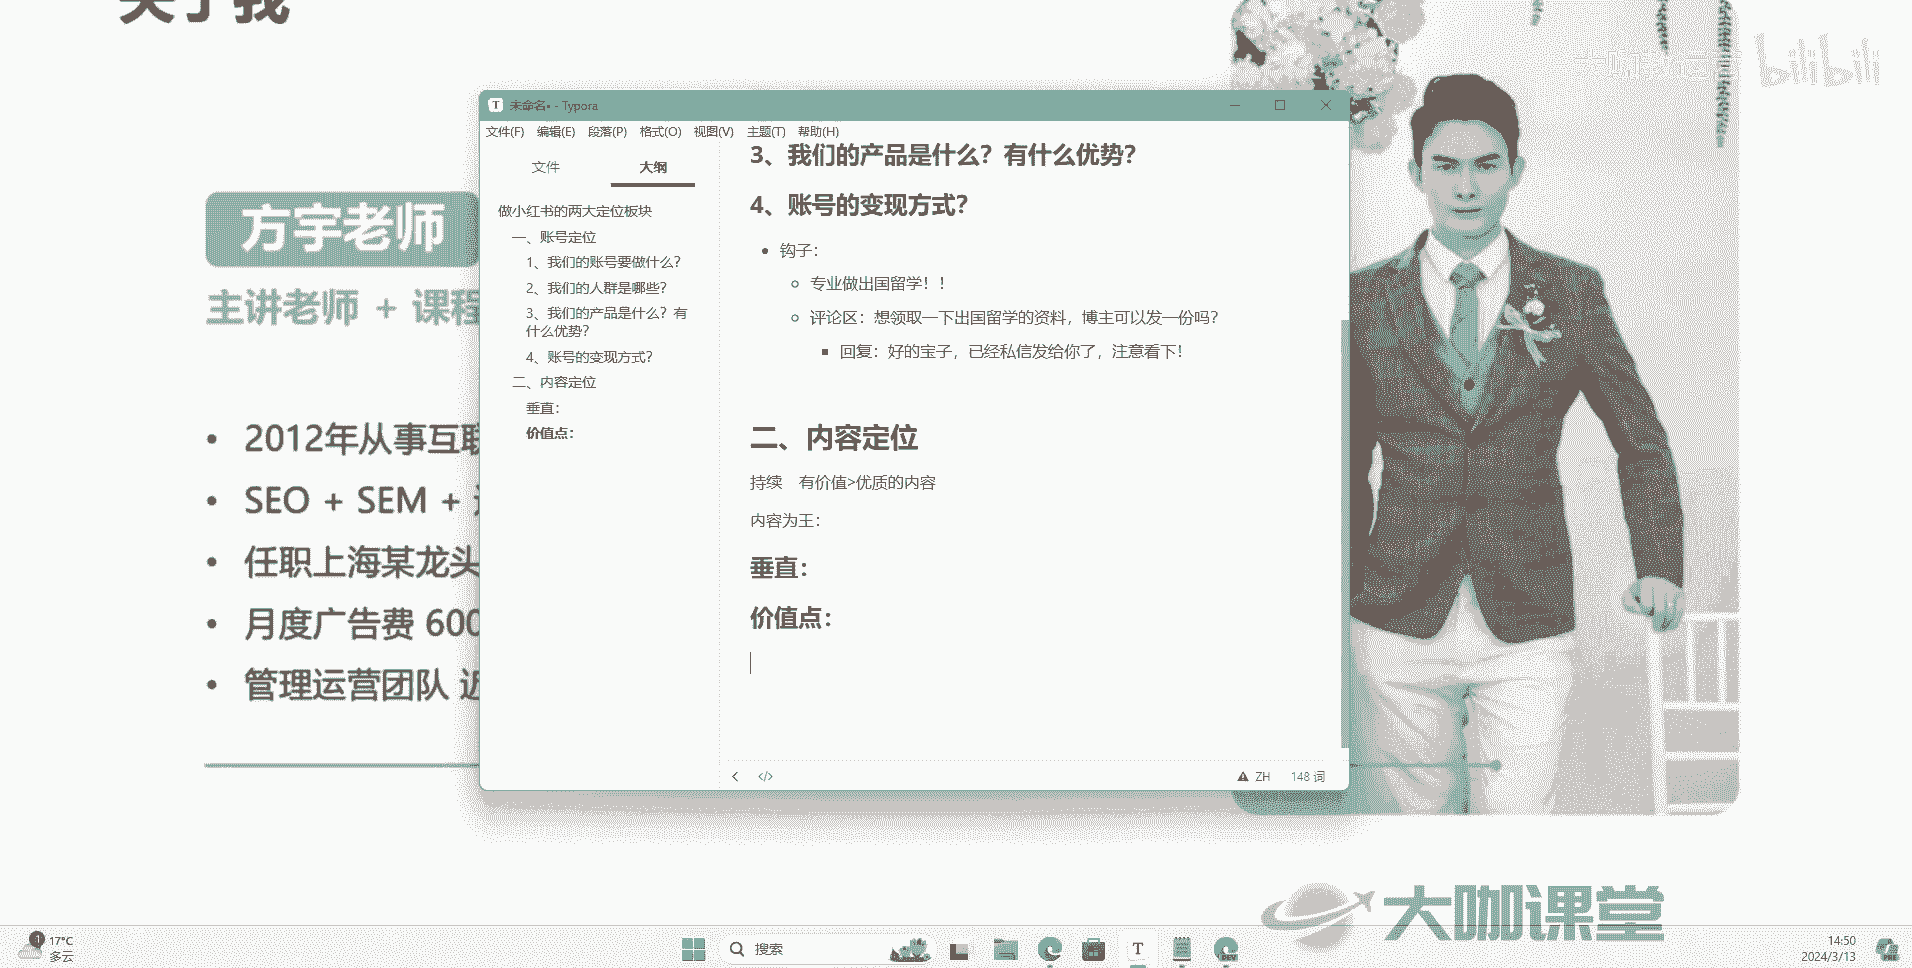 关于我
bilibili
方宇老师
主讲老师 + 课程
2012年从事互联
SEO + SEM +
任职上海某龙头
月度广告费 600
管理运营团队 近
未命名• - Typora
文件(F) 编辑(E) 段落(P) 格式(O) 视图(V) 主题(T) 帮助(H)
文件 大纲
做小红书的两大定位板块
一、账号定位
1、我们的账号要做什么？
2、我们的人群是哪些？
3、我们的产品是什么？有
什么优势？
4、账号的变现方式？
二、内容定位
垂直：
价值点：
3、我们的产品是什么？有什么优势？
4、账号的变现方式？
钩子：
专业做出国留学！！
评论区：想领取一下出国留学的资料，博主可以发一份吗？
回复：好的宝子，已经私信发给你了，注意看下！
二、内容定位
持续 有价值>优质的内容
内容为王：
垂直：
价值点：
</> ZH 148 词
大咖课堂
1
17°C
多云
搜索
T
DEV
14:50
2024/3/13
PRE